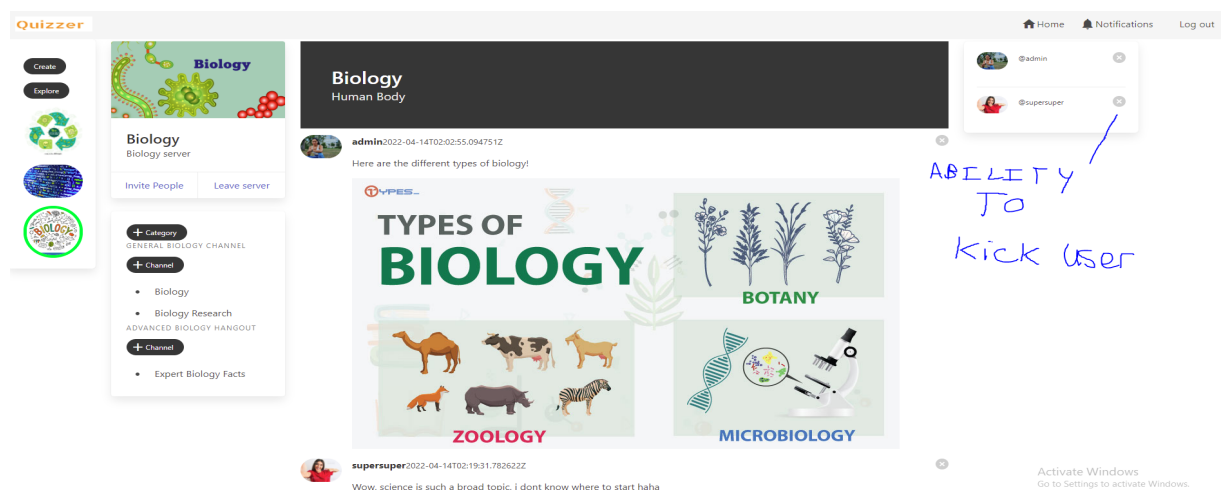 Quizzer
Home
Notifications
Log out
Create
Explore
Biology
Biology
Biology server
Invite People
Leave server
+ Category
GENERAL BIOLOGY CHANNEL
+ Channel
Biology
Biology Research
ADVANCED BIOLOGY HANGOUT
+ Channel
Expert Biology Facts
BIOLOGY
Biology
Human Body
admin2022-04-14T02:02:55.094751Z
Here are the different types of biology!
TYPES
TYPES OF
BIOLOGY
BOTANY
ZOOLOGY
MICROBIOLOGY
supersuper2022-04-14T02:19:31.782622Z
Wow, science is such a broad topic, i dont know where to start haha
@admin
@supersuper
ABILITY
TO
Kick User
Activate Windows
Go to Settings to activate Windows.